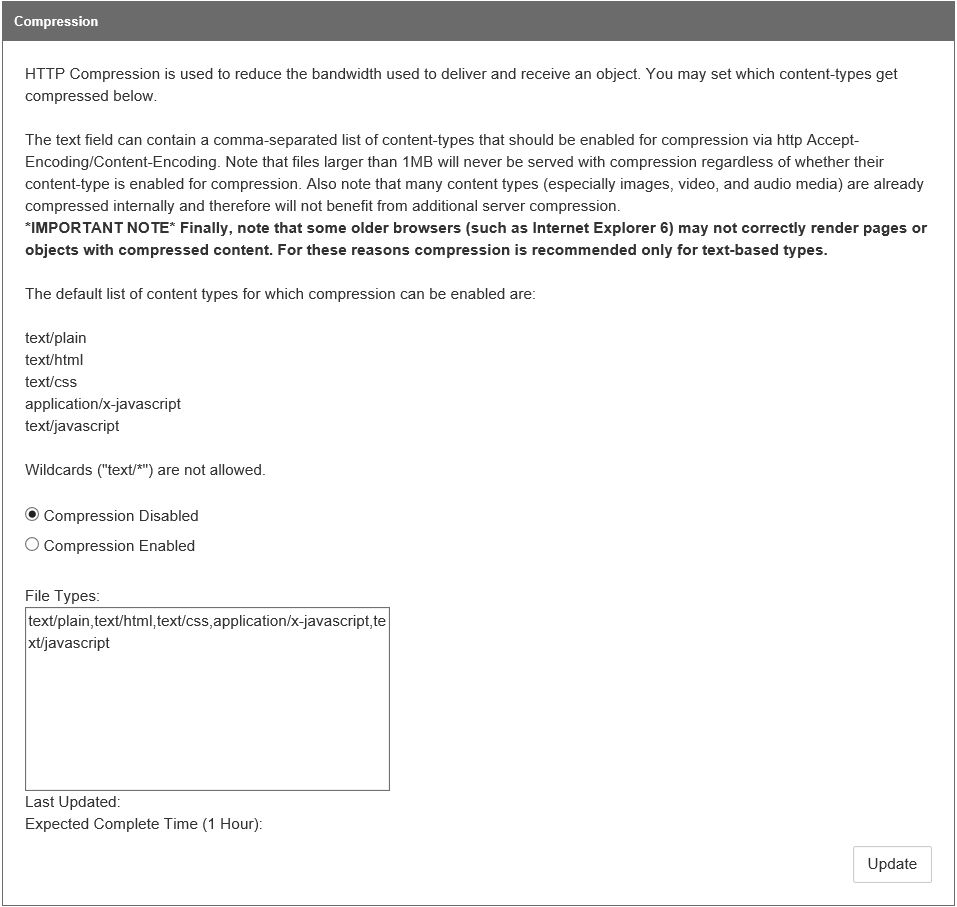 Compression
HTTP Compression is used to reduce the bandwidth used to deliver and receive an object. You may set which content-types get
compressed below.
The text field can contain a comma-separated list of content-types that should be enabled for compression via http Accept-
Encoding/Content-Encoding. Note that files larger than 1MB will never be served with compression regardless of whether their
content-type is enabled for compression. Also note that many content types (especially images, video, and audio media) are already
compressed internally and therefore will not benefit from additional server compression.
*IMPORTANT NOTE* Finally, note that some older browsers (such as Internet Explorer 6) may not correctly render pages or
objects with compressed content. For these reasons compression is recommended only for text-based types.
The default list of content types for which compression can be enabled are:
text/plain
text/html
text/css
application/x-javascript
text/javascript
Wildcards ("text/*") are not allowed.
Compression Disabled
Compression Enabled
File Types:
text/plain,text/html,text/css,application/x-javascript,te
xt/javascript
Last Updated:
Expected Complete Time (1 Hour):
Update